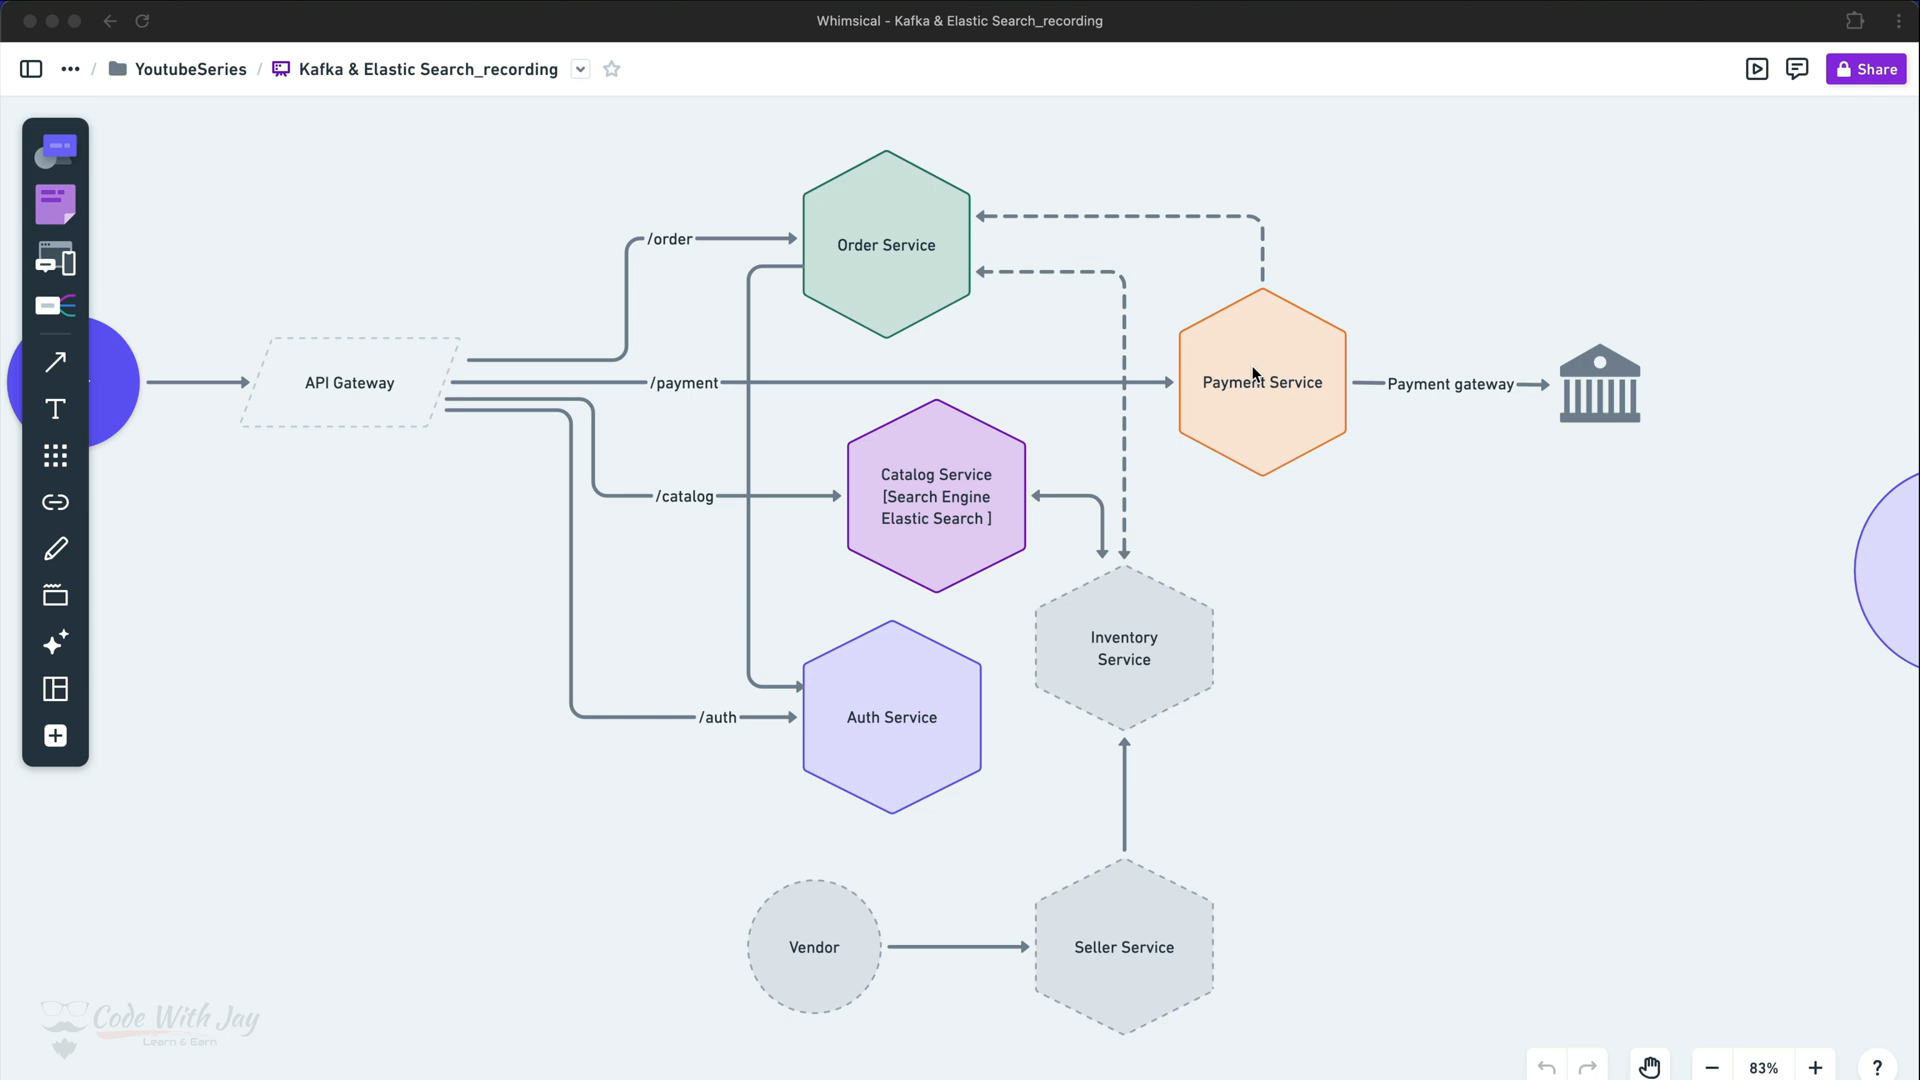 Whimsical - Kafka & Elastic Search_recording
YoutubeSeries / Kafka & Elastic Search_recording
Share
Order Service
/order
API Gateway
/payment
Payment Service
Payment gateway
Catalog Service
[Search Engine
Elastic Search ]
/catalog
Inventory
Service
Auth Service
/auth
Vendor
Seller Service
Code With Jay
Learn & Earn
83%
?